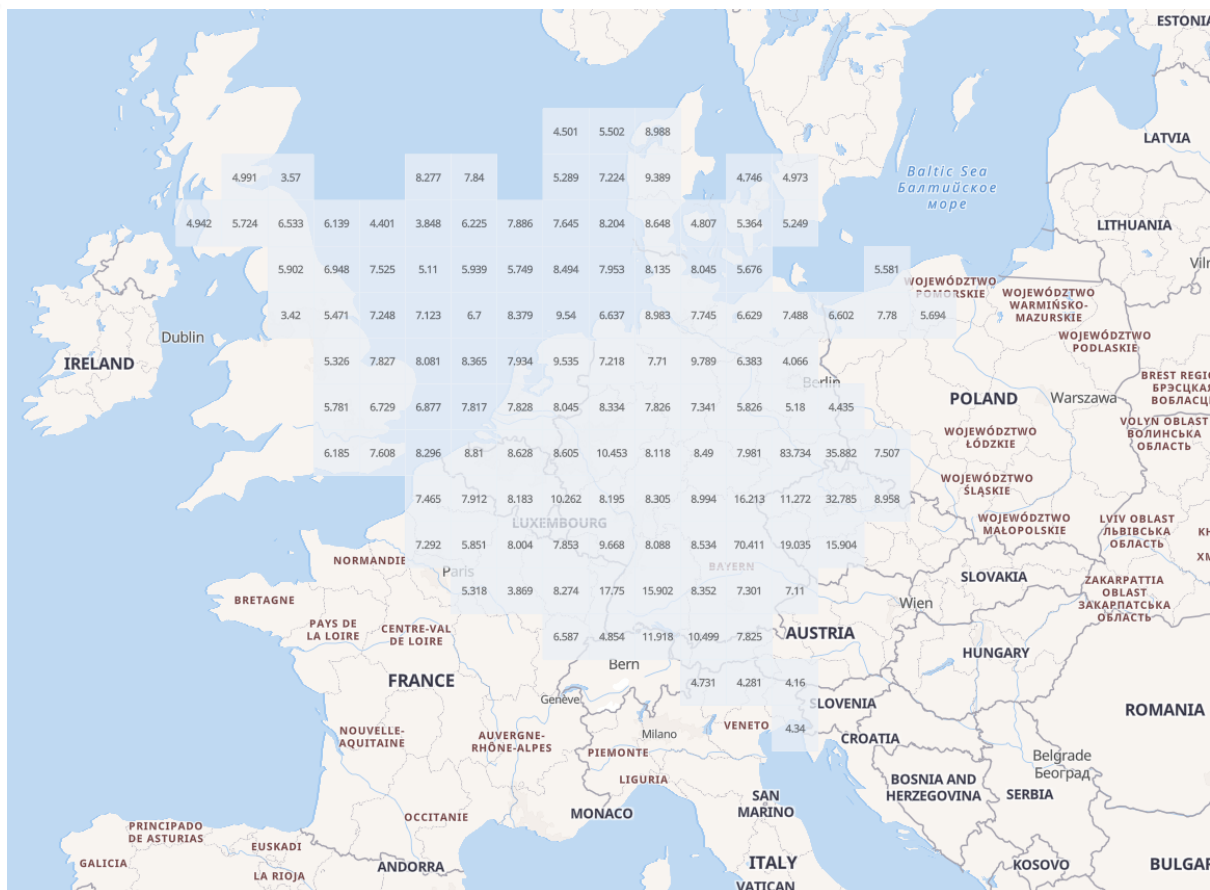 ESTONIA
LATVIA
Baltic Sea
Балтийское
море
LITHUANIA
4.501 5.502 8.988
4.991 3.57 8.277 7.84 5.289 7.224 9.389 4.746 4.973
4.942 5.724 6.533 6.139 4.401 3.848 6.225 7.886 7.645 8.204 8.648 4.807 5.364 5.249
5.902 6.948 7.525 5.11 5.939 5.749 8.494 7.953 8.135 8.045 5.676 5.581
WOJEWÓDZTWO
POMORSKIE
WOJEWÓDZTWO
WARMIŃSKO-
MAZURSKIE
3.42 5.471 7.248 7.123 6.7 8.379 9.54 6.637 8.983 7.745 6.629 7.488 6.602 7.78 5.694
Dublin
IRELAND
WOJEWÓDZTWO
PODLASKIE
5.326 7.827 8.081 8.365 7.934 9.535 7.218 7.71 9.789 6.383 4.066
Berlin
BREST REGI
БРЭСЦКАЯ
ВОБЛАСЦ
POLAND
Warszawa
5.781 6.729 6.877 7.817 7.828 8.045 8.334 7.826 7.341 5.826 5.18 4.435
VOLYN OBLAST
ВОЛИНСЬКА
ОБЛАСТЬ
WOJEWÓDZTWO
ŁÓDZKIE
6.185 7.608 8.296 8.81 8.628 8.605 10.453 8.118 8.49 7.981 83.734 35.882 7.507
WOJEWÓDZTWO
ŚLĄSKIE
7.465 7.912 8.183 10.262 8.195 8.305 8.994 16.213 11.272 32.785 8.958
LUXEMBOURG
WOJEWÓDZTWO
MAŁOPOLSKIE
LVIV OBLAST
ЛЬВІВСЬКА
ОБЛАСТЬ
7.292 5.851 8.004 7.853 9.668 8.088 8.534 70.411 19.035 15.904
NORMANDIE
Paris
BAYERN
SLOVAKIA
ZAKARPATTIA
OBLAST
ЗАКАРПАТСЬКА
ОБЛАСТЬ
5.318 3.869 8.274 17.75 15.902 8.352 7.301 7.11
BRETAGNE
Wien
PAYS DE
LA LOIRE
CENTRE-VAL
DE LOIRE
6.587 4.854 11.918 10.499 7.825
AUSTRIA
HUNGARY
Bern
FRANCE
4.731 4.281 4.16
Genève
SLOVENIA
ROMANIA
NOUVELLE-
AQUITAINE
AUVERGNE-
RHÔNE-ALPES
Milano
VENETO
4.34
CROATIA
PIEMONTE
LIGURIA
Belgrade
Београд
BOSNIA AND
HERZEGOVINA
SERBIA
SAN
MARINO
MONACO
OCCITANIE
PRINCIPADO
DE ASTURIAS
EUSKADI
GALICIA
LA RIOJA
ANDORRA
ITALY
VATICAN
KOSOVO
BULGAR